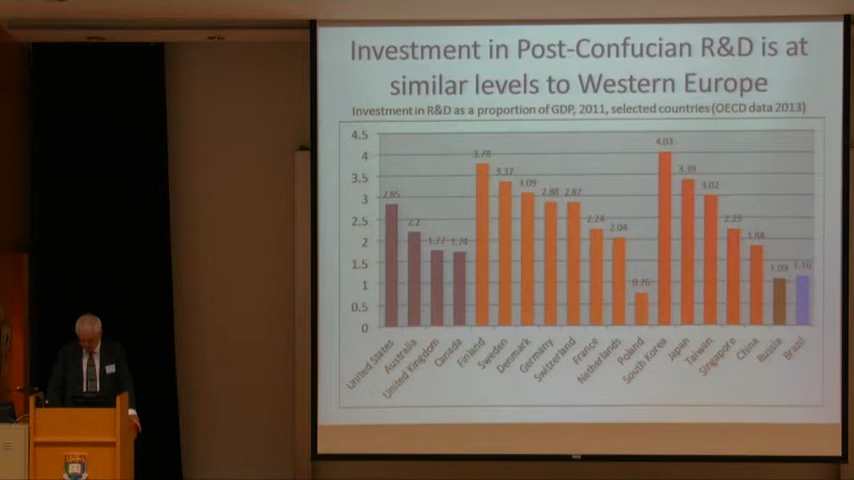 Investment in Post-Confucian R&D is at
similar levels to Western Europe
Investment in R&D as a proportion of GDP, 2011, selected countries (OECD data 2013)
4.5
4
3.5
3
2.5
2
1.5
1
0.5
0
2.85
2.2
1.77
1.74
3.78
3.37
3.09
2.88
2.87
2.24
2.04
0.76
4.03
3.39
3.02
2.23
1.84
1.09
1.16
United States
Australia
United Kingdom
Canada
Finland
Sweden
Denmark
Germany
Switzerland
France
Netherlands
Poland
South Korea
Japan
Taiwan
Singapore
China
Russia
Brazil